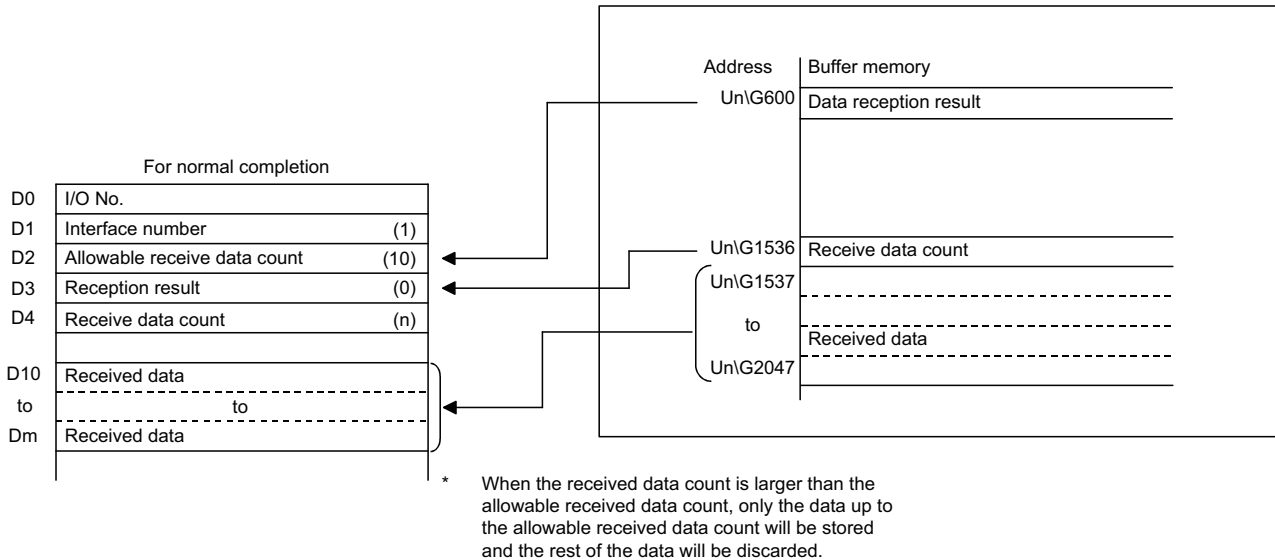 Address Buffer memory
Un\G600 Data reception result
For normal completion
D0 I/O No.
D1 Interface number (1)
D2 Allowable receive data count (10)
D3 Reception result (0)
D4 Receive data count (n)
D10 Received data
to to
Dm Received data
Un\G1536 Receive data count
Un\G1537
to Received data
Un\G2047
* When the received data count is larger than the
allowable received data count, only the data up to
the allowable received data count will be stored
and the rest of the data will be discarded.